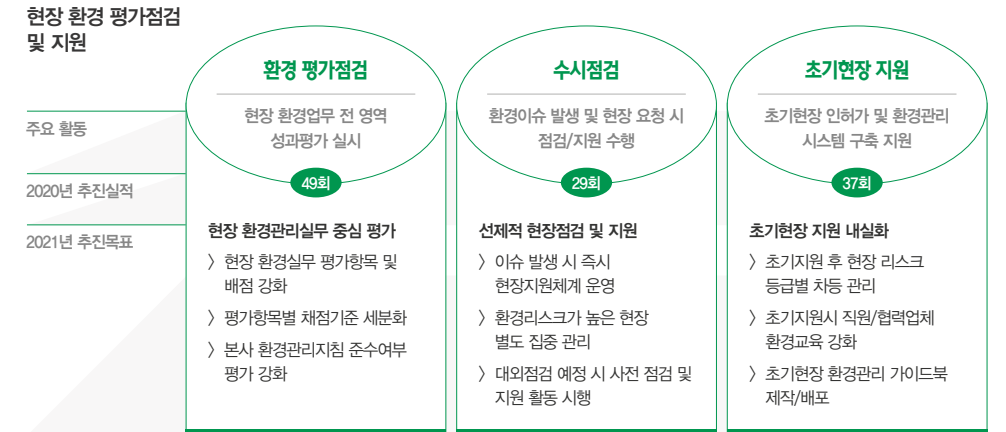 현장 환경 평가점검
및 지원
주요 활동
2020년 추진실적
2021년 추진목표
환경 평가점검
현장 환경업무 전 영역
성과평가 실시
49회
현장 환경관리실무 중심 평가
〉 현장 환경실무 평가항목 및
배점 강화
〉 평가항목별 채점기준 세분화
〉 본사 환경관리지침 준수여부
평가 강화
수시점검
환경이슈 발생 및 현장 요청 시
점검/지원 수행
29회
선제적 현장점검 및 지원
〉 이슈 발생 시 즉시
현장지원체계 운영
〉 환경리스크가 높은 현장
별도 집중 관리
〉 대외점검 예정 시 사전 점검 및
지원 활동 시행
초기현장 지원
초기현장 인허가 및 환경관리
시스템 구축 지원
37회
초기현장 지원 내실화
〉 초기지원 후 현장 리스크
등급별 차등 관리
〉 초기지원시 직원/협력업체
환경교육 강화
〉 초기현장 환경관리 가이드북
제작/배포